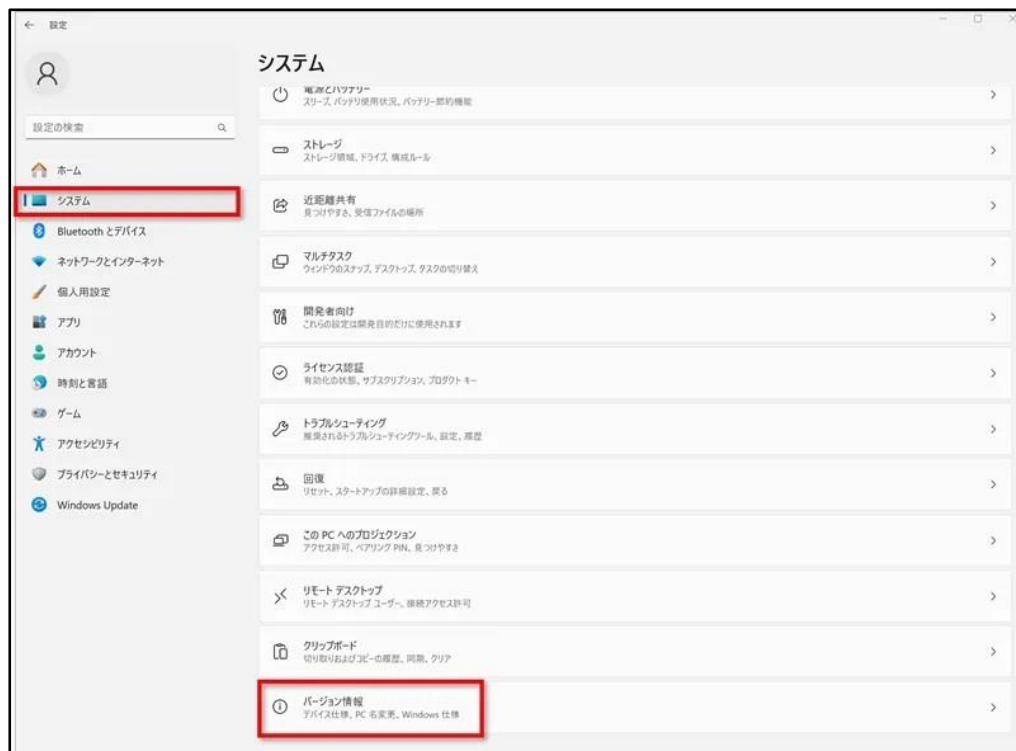 設定
設定の検索
ホーム
システム
Bluetooth とデバイス
ネットワークとインターネット
個人用設定
アプリ
アカウント
時刻と言語
ゲーム
アクセシビリティ
プライバシーとセキュリティ
Windows Update
システム
電源とバッテリー
スリープ、バッテリ使用状況、バッテリー節約機能
ストレージ
ストレージ領域、ドライブ、構成ルール
近距離共有
見つけやすさ、受信ファイルの場所
マルチタスク
ウィンドウのスナップ、デスクトップ、タスクの切り替え
開発者向け
これらの設定は開発目的だけに使用されます
ライセンス認証
有効化の状態、サブスクリプション、プロダクト キー
トラブルシューティング
推奨されるトラブルシューティングツール、設定、履歴
回復
リセット、スタートアップの詳細設定、戻る
この PC へのプロジェクション
アクセス許可、ペアリング PIN、見つけやすさ
リモート デスクトップ
リモート デスクトップ ユーザー、接続アクセス許可
クリップボード
切り取りおよびコピーの履歴、同期、クリア
バージョン情報
デバイス仕様、PC 名変更、Windows 仕様